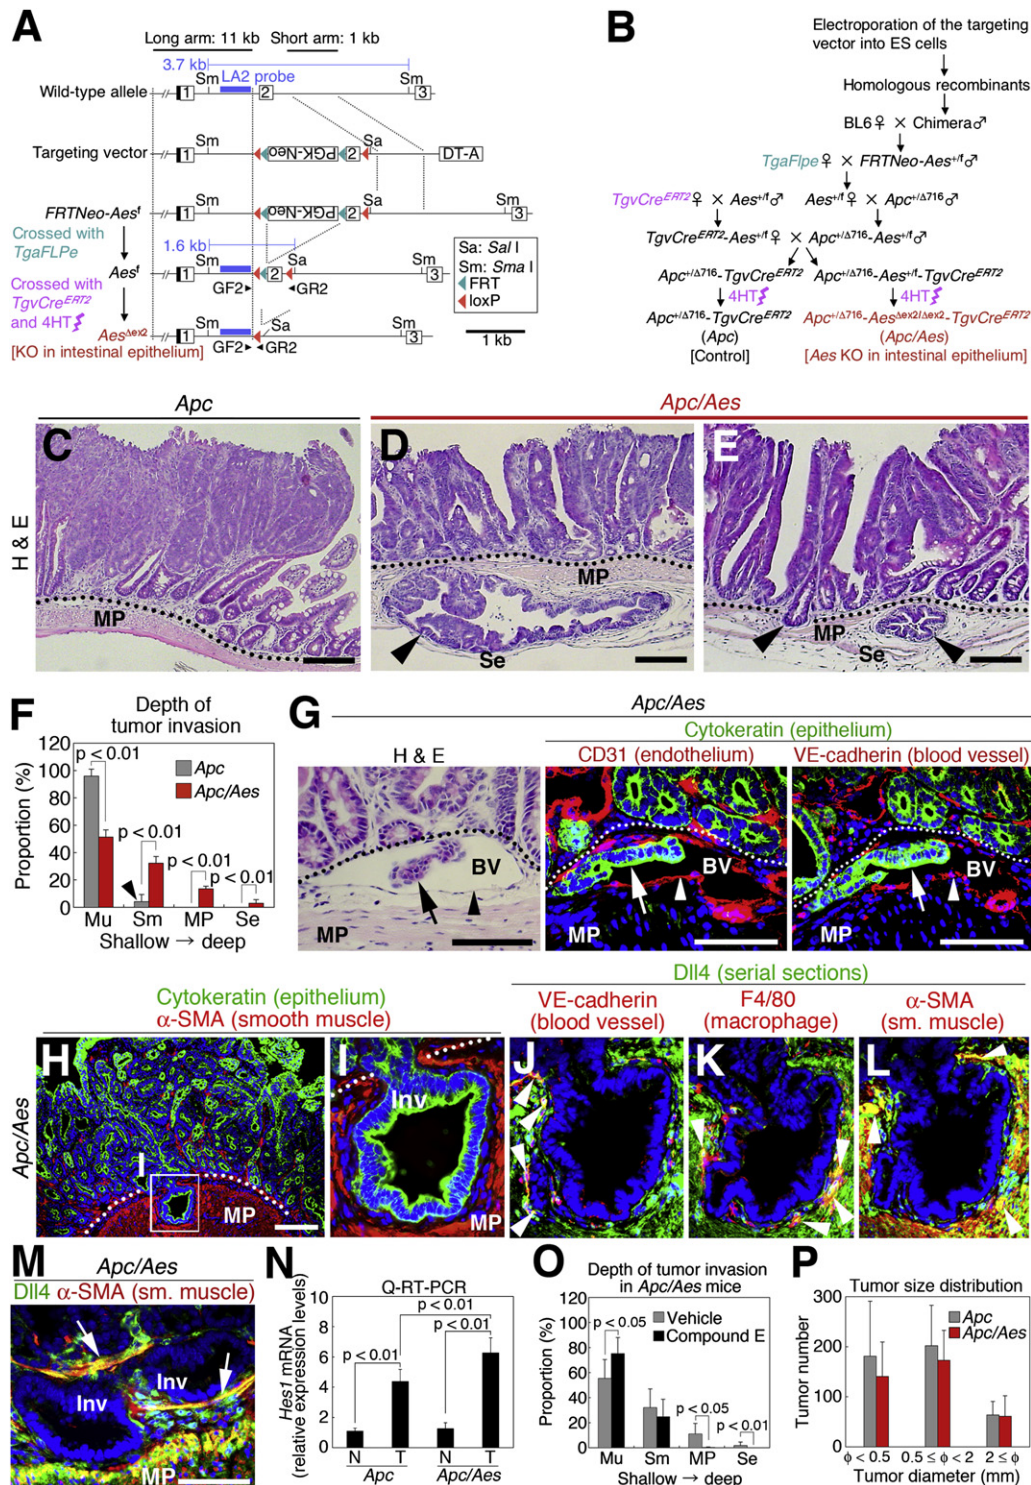 A
Long arm: 11 kb
Short arm: 1 kb
3.7 kb
Sm
LA2 probe
Sm
Wild-type allele
1
2
3
Sm
Sa
Targeting vector
1
PGK-Neo
2
DT-A
Sm
Sa
FRTNeo-Aesᶠ
1
PGK-Neo
2
3
Crossed with
TgaFLPe
1.6 kb
Sm
Sa
Sm
Aesᶠ
1
2
3
GF2
GR2
Crossed with
TgvCreᴱᴿᵀ²
and 4HT
Sm
Sa
Sm
Aes^Δex2
1
3
[KO in intestinal epithelium]
GF2
GR2
Sa: Sal I
Sm: Sma I
FRT
loxP
1 kb
B
Electroporation of the targeting
vector into ES cells
Homologous recombinants
BL6♀ × Chimera♂
TgaFlpe♀ × FRTNeo-Aes+/f♂
TgvCreERT2♀ × Aes+/f♂
Aes+/f♀ × Apc+/Δ716♂
TgvCreERT2-Aes+/f♀ × Apc+/Δ716-Aes+/f♂
Apc+/Δ716-TgvCreERT2
Apc+/Δ716-Aes+/f-TgvCreERT2
4HT
4HT
Apc+/Δ716-TgvCreERT2
Apc+/Δ716-AesΔex2/Δex2-TgvCreERT2
(Apc)
(Apc/Aes)
[Control]
[Aes KO in intestinal epithelium]
Apc
Apc/Aes
H & E
C
MP
D
MP
Se
E
MP
Se
F
Depth of
tumor invasion
Proportion (%)
120
100
80
60
40
20
0
p < 0.01
p < 0.01
p < 0.01
p < 0.01
Apc
Apc/Aes
Mu
Sm
MP
Se
Shallow → deep
G
Apc/Aes
Cytokeratin (epithelium)
H & E
CD31 (endothelium)
VE-cadherin (blood vessel)
BV
MP
BV
MP
BV
MP
Cytokeratin (epithelium)
α-SMA (smooth muscle)
Dll4 (serial sections)
VE-cadherin
(blood vessel)
F4/80
(macrophage)
α-SMA
(sm. muscle)
Apc/Aes
H
I
MP
I
Inv
MP
J
K
L
M
Apc/Aes
Dll4 α-SMA (sm. muscle)
Inv
Inv
MP
N
Q-RT-PCR
Hes1 mRNA
(relative expression levels)
10
8
6
4
2
0
p < 0.01
p < 0.01
p < 0.01
N
T
N
T
Apc
Apc/Aes
O
Depth of tumor invasion
in Apc/Aes mice
Proportion (%)
120
100
80
60
40
20
0
Vehicle
Compound E
p < 0.05
p < 0.05
p < 0.01
Mu
Sm
MP
Se
Shallow → deep
P
Tumor size distribution
Tumor number
300
200
100
0
Apc
Apc/Aes
ϕ < 0.5
0.5 ≤ ϕ < 2
2 ≤ ϕ
Tumor diameter (mm)